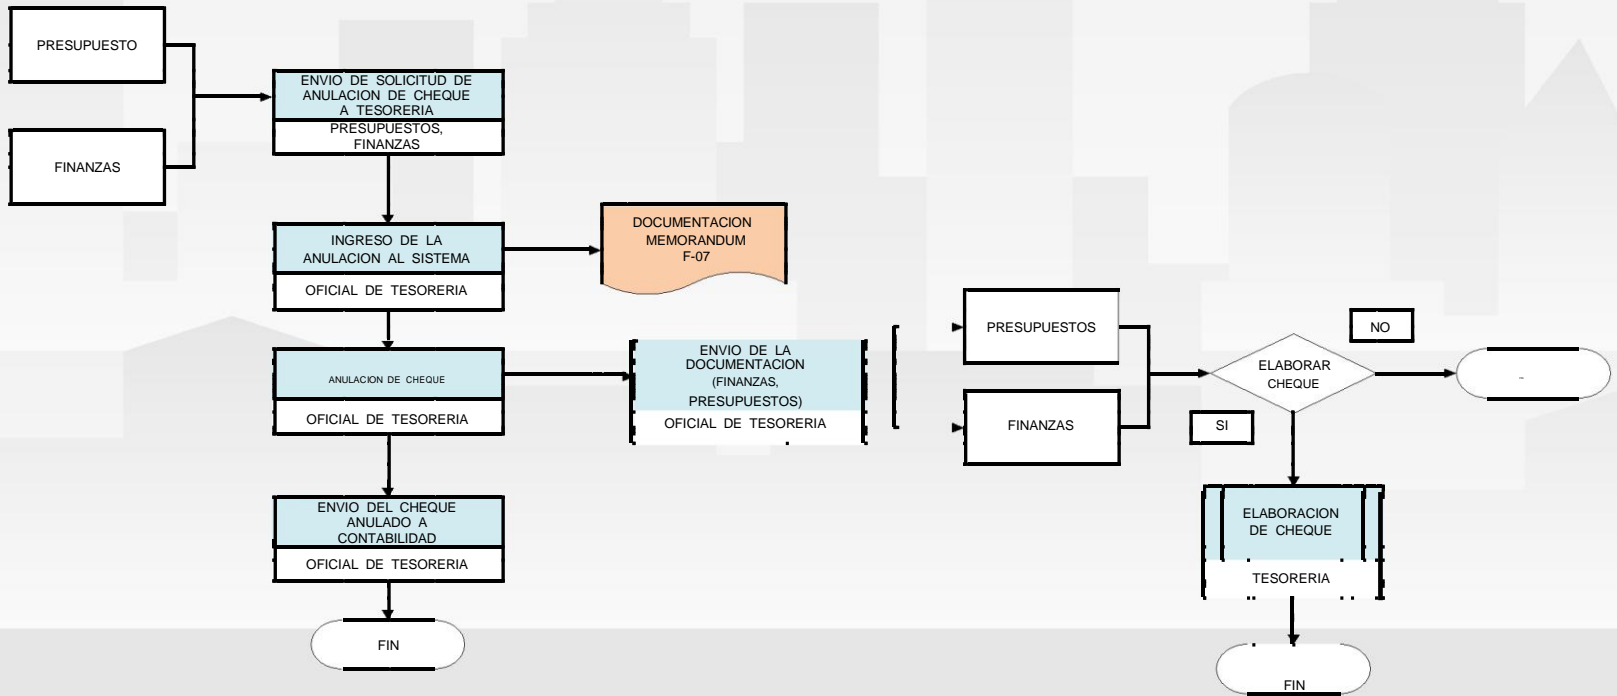 PRESUPUESTO
FINANZAS
ENVIO DE SOLICITUD DE
ANULACION DE CHEQUE
A TESORERIA
PRESUPUESTOS,
FINANZAS
INGRESO DE LA
ANULACION AL SISTEMA
OFICIAL DE TESORERIA
DOCUMENTACION
MEMORANDUM
F-07
ANULACION DE CHEQUE
OFICIAL DE TESORERIA
ENVIO DE LA
DOCUMENTACION
(FINANZAS,
PRESUPUESTOS)
OFICIAL DE TESORERIA
ENVIO DEL CHEQUE
ANULADO A
CONTABILIDAD
OFICIAL DE TESORERIA
FIN
PRESUPUESTOS
FINANZAS
ELABORAR
CHEQUE
NO
SI
ELABORACION
DE CHEQUE
TESORERIA
FIN